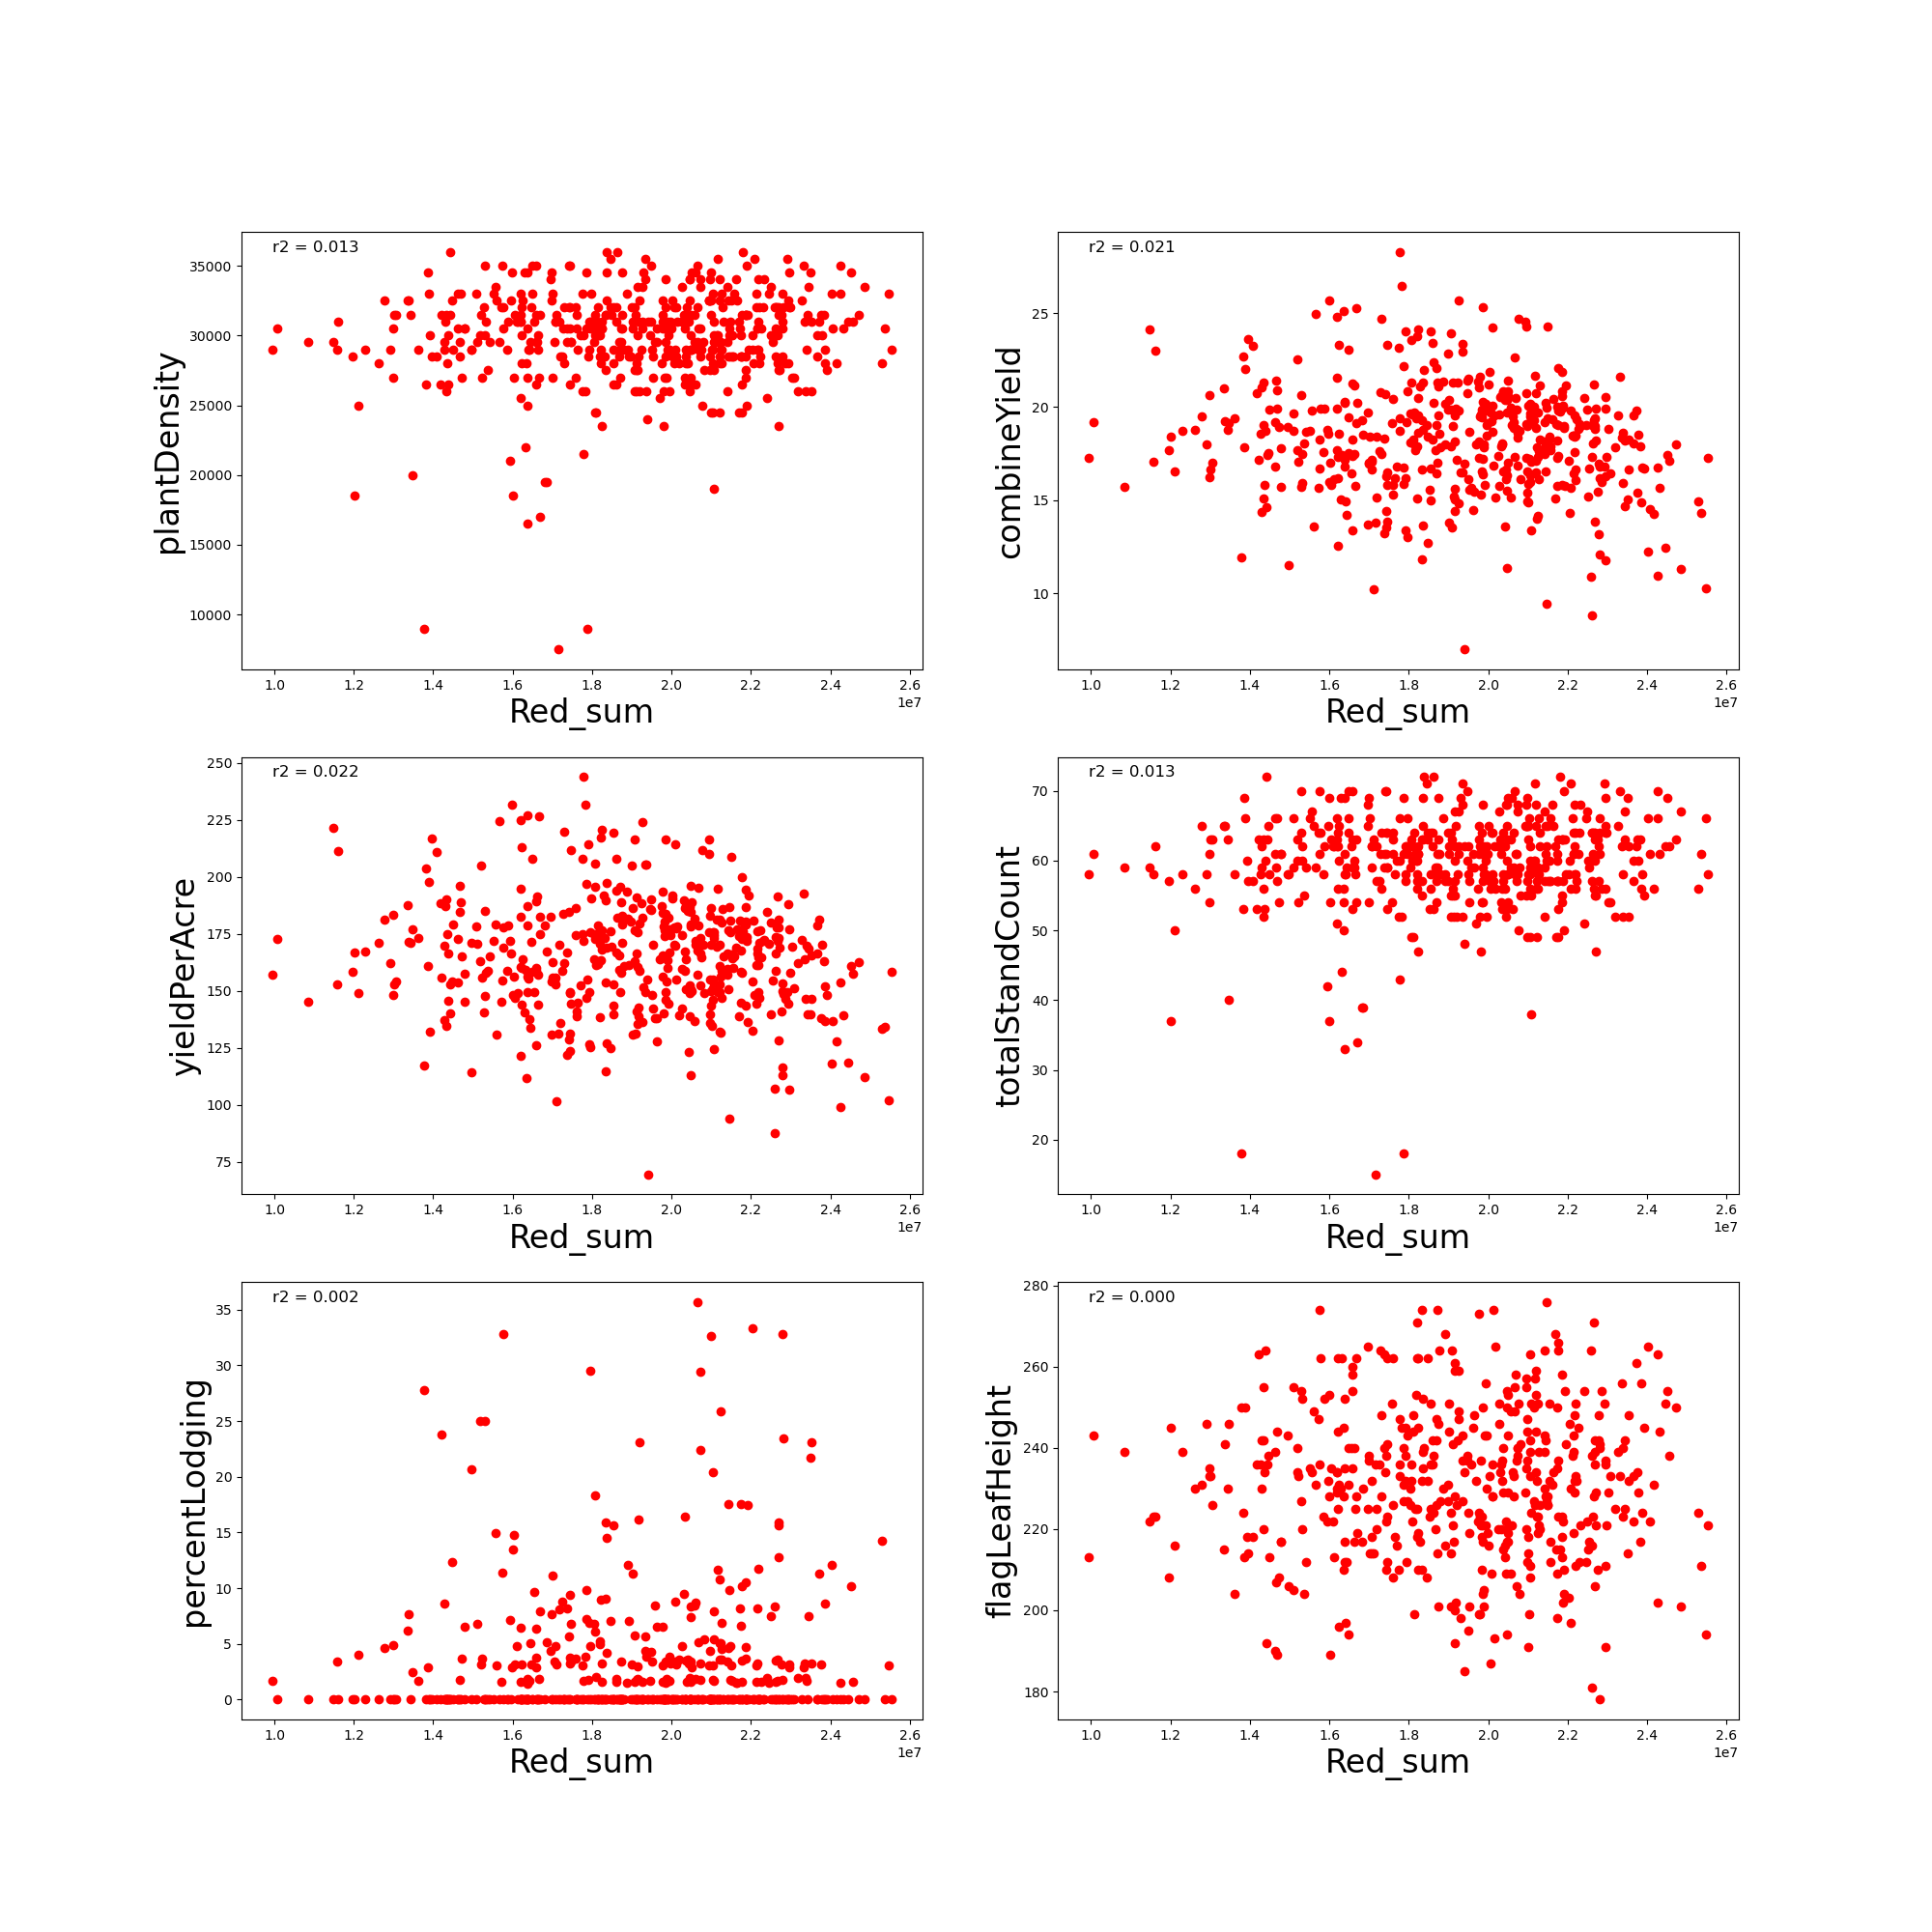 r2 = 0.013
plantDensity
35000
30000
25000
20000
15000
10000
1.0 1.2 1.4 1.6 1.8 2.0 2.2 2.4 2.6
1e7
Red_sum
r2 = 0.021
combineYield
25
20
15
10
1.0 1.2 1.4 1.6 1.8 2.0 2.2 2.4 2.6
1e7
Red_sum
r2 = 0.022
yieldPerAcre
250
225
200
175
150
125
100
75
1.0 1.2 1.4 1.6 1.8 2.0 2.2 2.4 2.6
1e7
Red_sum
r2 = 0.013
totalStandCount
70
60
50
40
30
20
1.0 1.2 1.4 1.6 1.8 2.0 2.2 2.4 2.6
1e7
Red_sum
r2 = 0.002
percentLodging
35
30
25
20
15
10
5
0
1.0 1.2 1.4 1.6 1.8 2.0 2.2 2.4 2.6
1e7
Red_sum
r2 = 0.000
flagLeafHeight
280
260
240
220
200
180
1.0 1.2 1.4 1.6 1.8 2.0 2.2 2.4 2.6
1e7
Red_sum